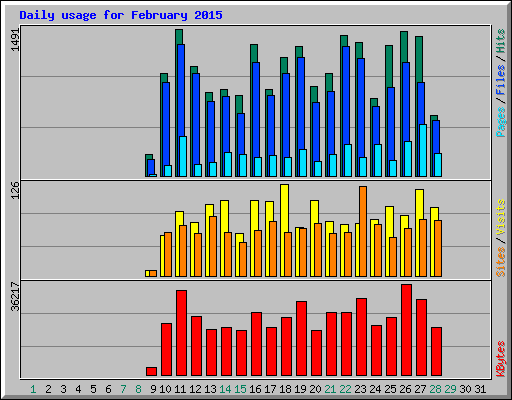 Daily usage for February 2015
1491
Pages / Files / Hits
126
Sites / Visits
36217
KBytes
1 2 3 4 5 6 7 8 9 10 11 12 13 14 15 16 17 18 19 20 21 22 23 24 25 26 27 28 29 30 31